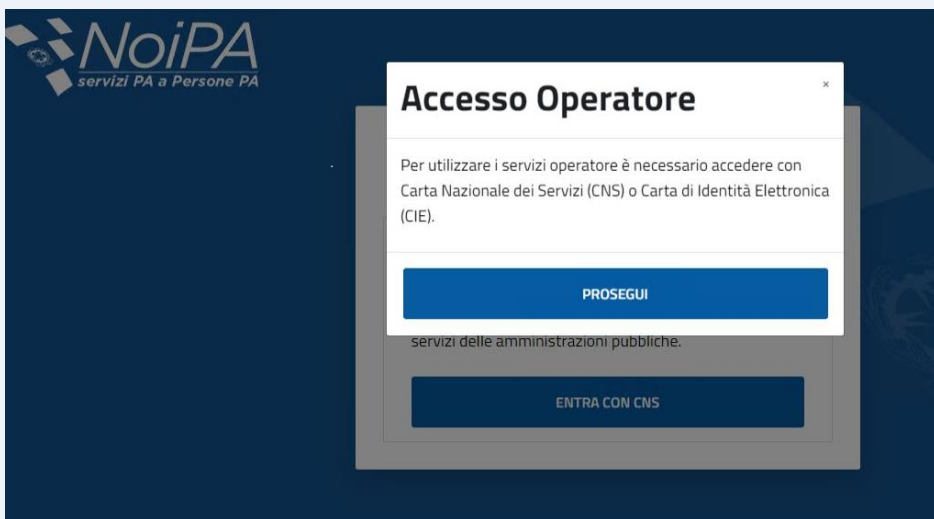 NoiPA
servizi PA a Persone PA
Accesso Operatore
×
Per utilizzare i servizi operatore è necessario accedere con
Carta Nazionale dei Servizi (CNS) o Carta di Identità Elettronica
(CIE).
PROSEGUI
servizi delle amministrazioni pubbliche.
ENTRA CON CNS